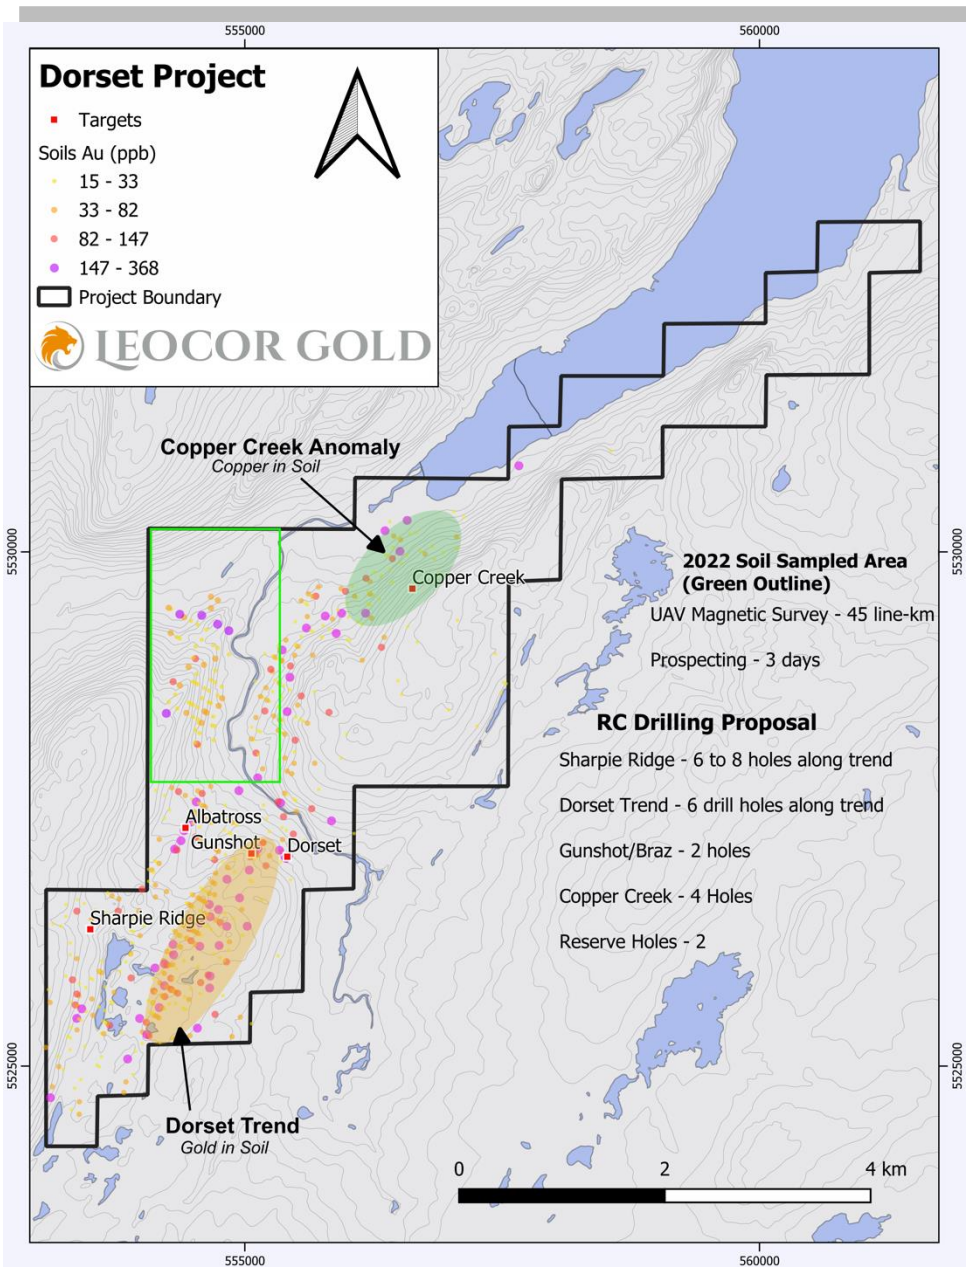 555000
560000
Dorset Project
Targets
Soils Au (ppb)
15 - 33
33 - 82
82 - 147
147 - 368
Project Boundary
LEOCOR GOLD
Copper Creek Anomaly
Copper in Soil
5530000
5530000
Copper Creek
2022 Soil Sampled Area
(Green Outline)
UAV Magnetic Survey - 45 line-km
Prospecting - 3 days
RC Drilling Proposal
Sharpie Ridge - 6 to 8 holes along trend
Dorset Trend - 6 drill holes along trend
Gunshot/Braz - 2 holes
Copper Creek - 4 Holes
Reserve Holes - 2
Albatross
Gunshot
Dorset
Sharpie Ridge
5525000
5525000
Dorset Trend
Gold in Soil
0 2 4 km
555000
560000